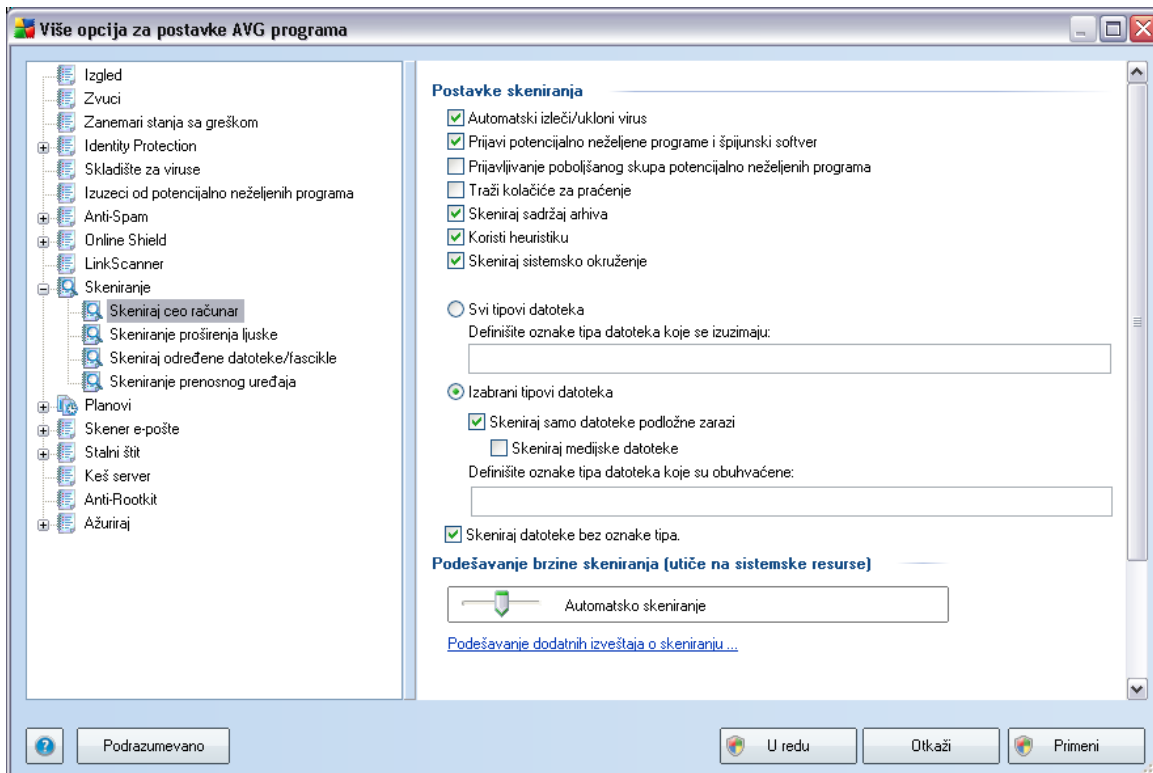 Više opcija za postavke AVG programa
Izgled
Zvuci
Zanemari stanja sa greškom
Identity Protection
Skladište za viruse
Izuzeci od potencijalno neželjenih programa
Anti-Spam
Online Shield
LinkScanner
Skeniranje
Skeniraj ceo računar
Skeniranje proširenja ljuske
Skeniraj određene datoteke/fascikle
Skeniranje prenosnog uređaja
Planovi
Skener e-pošte
Stalni štit
Keš server
Anti-Rootkit
Ažuriraj
Postavke skeniranja
Automatski izleči/ukloni virus
Prijavi potencijalno neželjene programe i špijunski softver
Prijavljivanje poboljšanog skupa potencijalno neželjenih programa
Traži kolačiće za praćenje
Skeniraj sadržaj arhiva
Koristi heuristiku
Skeniraj sistemsko okruženje
Svi tipovi datoteka
Definišite oznake tipa datoteka koje se izuzimaju:
Izabrani tipovi datoteka
Skeniraj samo datoteke podložne zarazi
Skeniraj medijske datoteke
Definišite oznake tipa datoteka koje su obuhvaćene:
Skeniraj datoteke bez oznake tipa.
Podešavanje brzine skeniranja (utiče na sistemske resurse)
Automatsko skeniranje
Podešavanje dodatnih izveštaja o skeniranju ...
Podrazumevano
U redu
Otkaži
Primeni